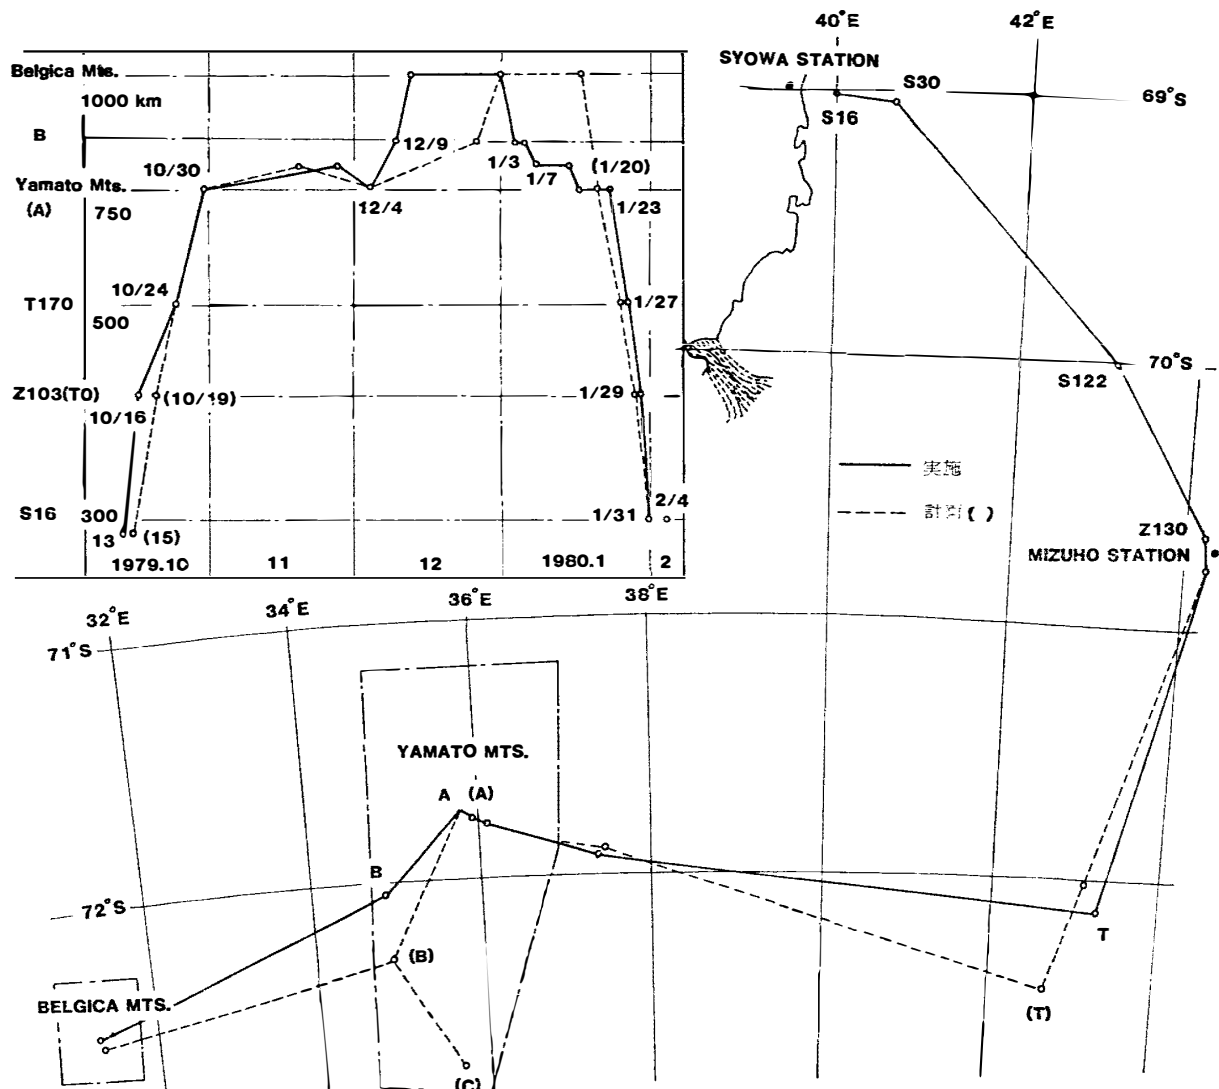 40°E
42°E
SYOWA STATION
S30
S16
69°S
70°S
S122
Z130
MIZUHO STATION
実施
計画( )
Belgica Mts.
1000 km
B
12/9
1/3
(1/20)
1/7
10/30
Yamato Mts.
(A)
750
12/4
1/23
10/24
T170
500
1/27
Z103(T0)
(10/19)
10/16
1/29
S16
300
2/4
1/31
13
(15)
1979.10
11
12
1980.1
2
32°E
34°E
36°E
38°E
71°S
YAMATO MTS.
A
(A)
B
72°S
(B)
T
(T)
BELGICA MTS.
(C)